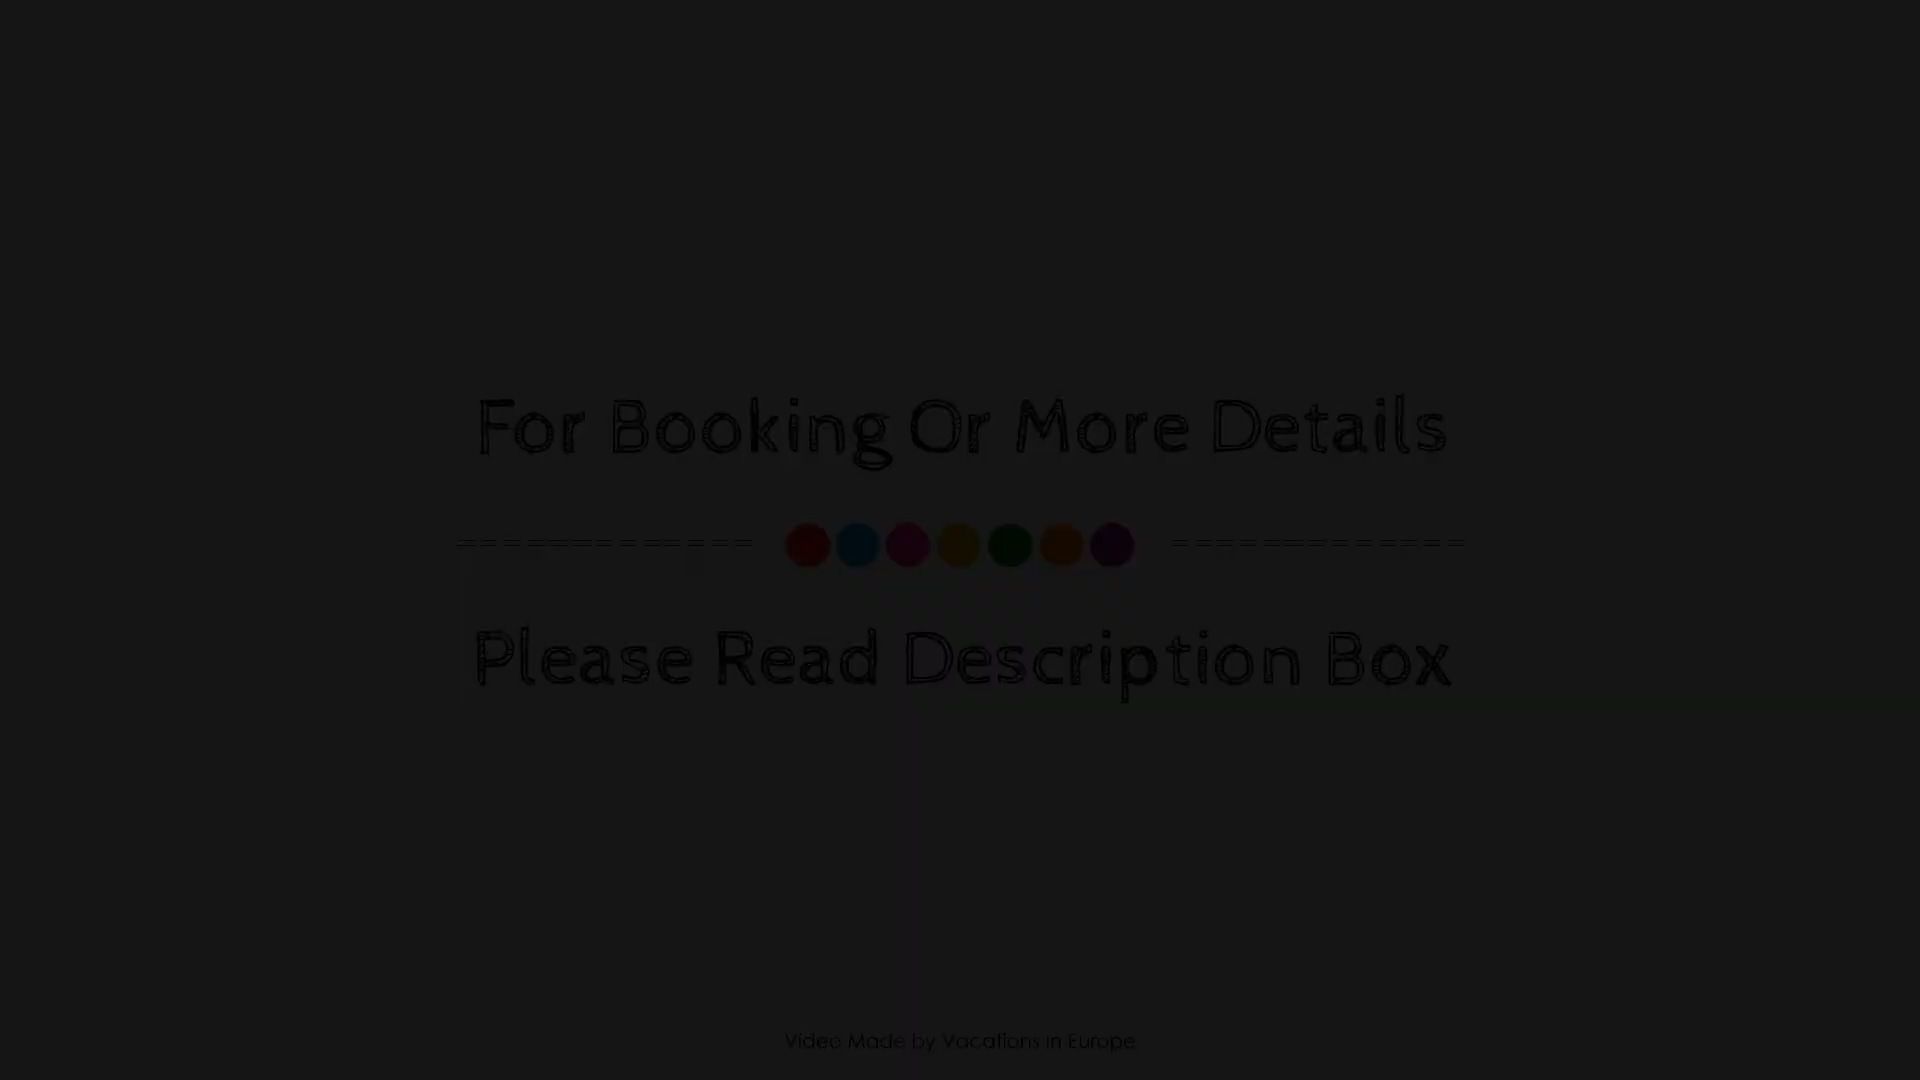 For Booking Or More Details
Please Read Description Box
Video Made by Vacations in Europe